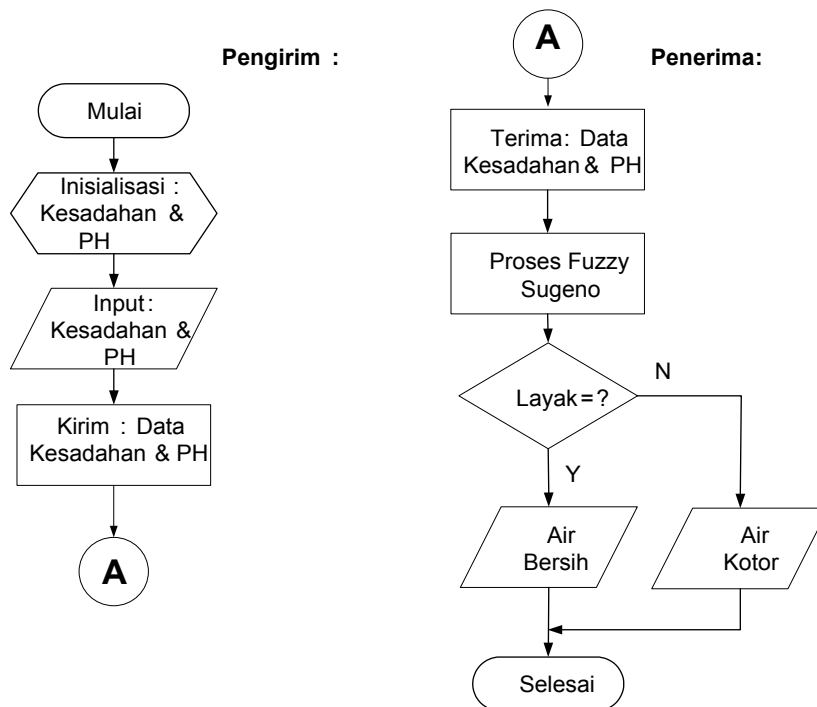 Pengirim :
Mulai
Inisialisasi :
Kesadahan &
PH
Input:
Kesadahan &
PH
Kirim : Data
Kesadahan & PH
A
A
Penerima:
Terima: Data
Kesadahan & PH
Proses Fuzzy
Sugeno
Layak=?
N
Y
Air
Bersih
Air
Kotor
Selesai